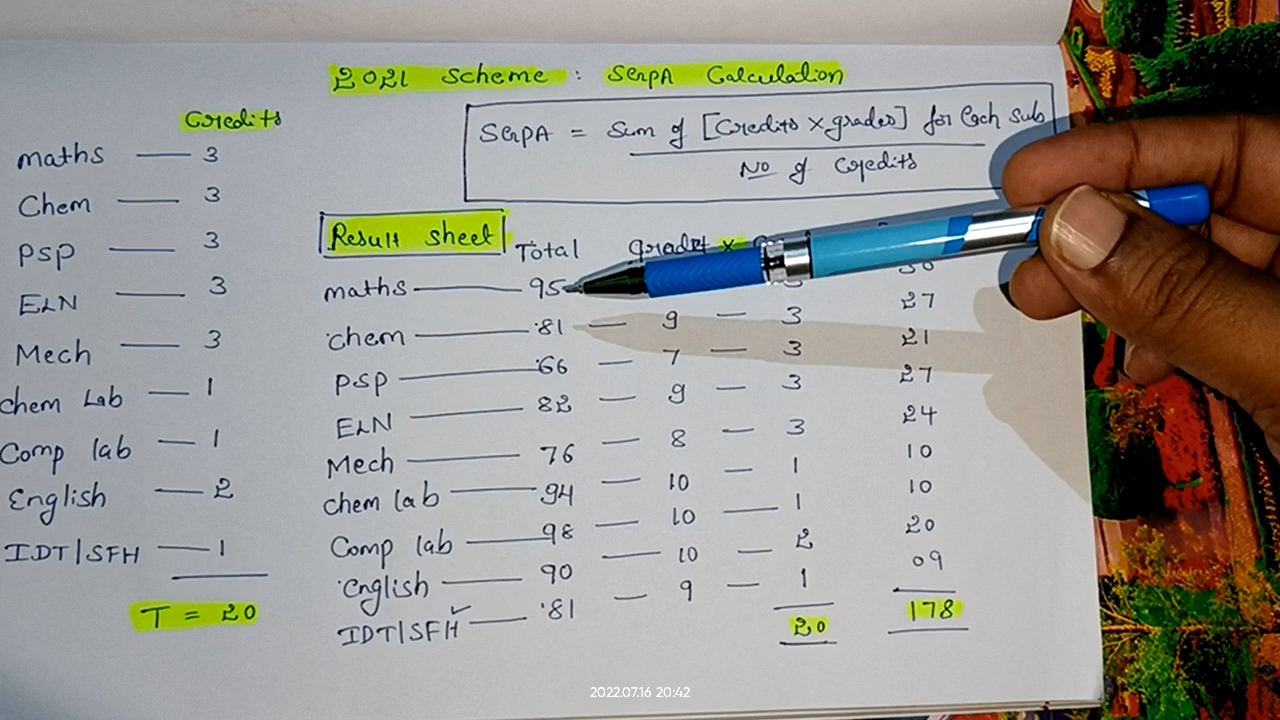 2021 Scheme : SGPA Calculation
Credits
maths — 3
Chem — 3
PSP — 3
ELN — 3
Mech — 3
Chem Lab — 1
Comp lab — 1
English — 2
IDT/SFH — 1
T = 20
SGPA = Sum of [Credits × grades] for Each sub
No of Credits
Result Sheet
Total grades ×
maths — 95 30
chem — 81 — 9 — 3 27
PSP — 66 — 7 — 3 21
ELN — 82 — 9 — 3 27
Mech — 76 — 8 — 3 24
chem lab — 94 — 10 — 1 10
Comp lab — 98 — 10 — 1 10
English — 90 — 10 — 2 20
IDT/SFH — 81 — 9 — 1 09
20 178
2022.07.16 20:42